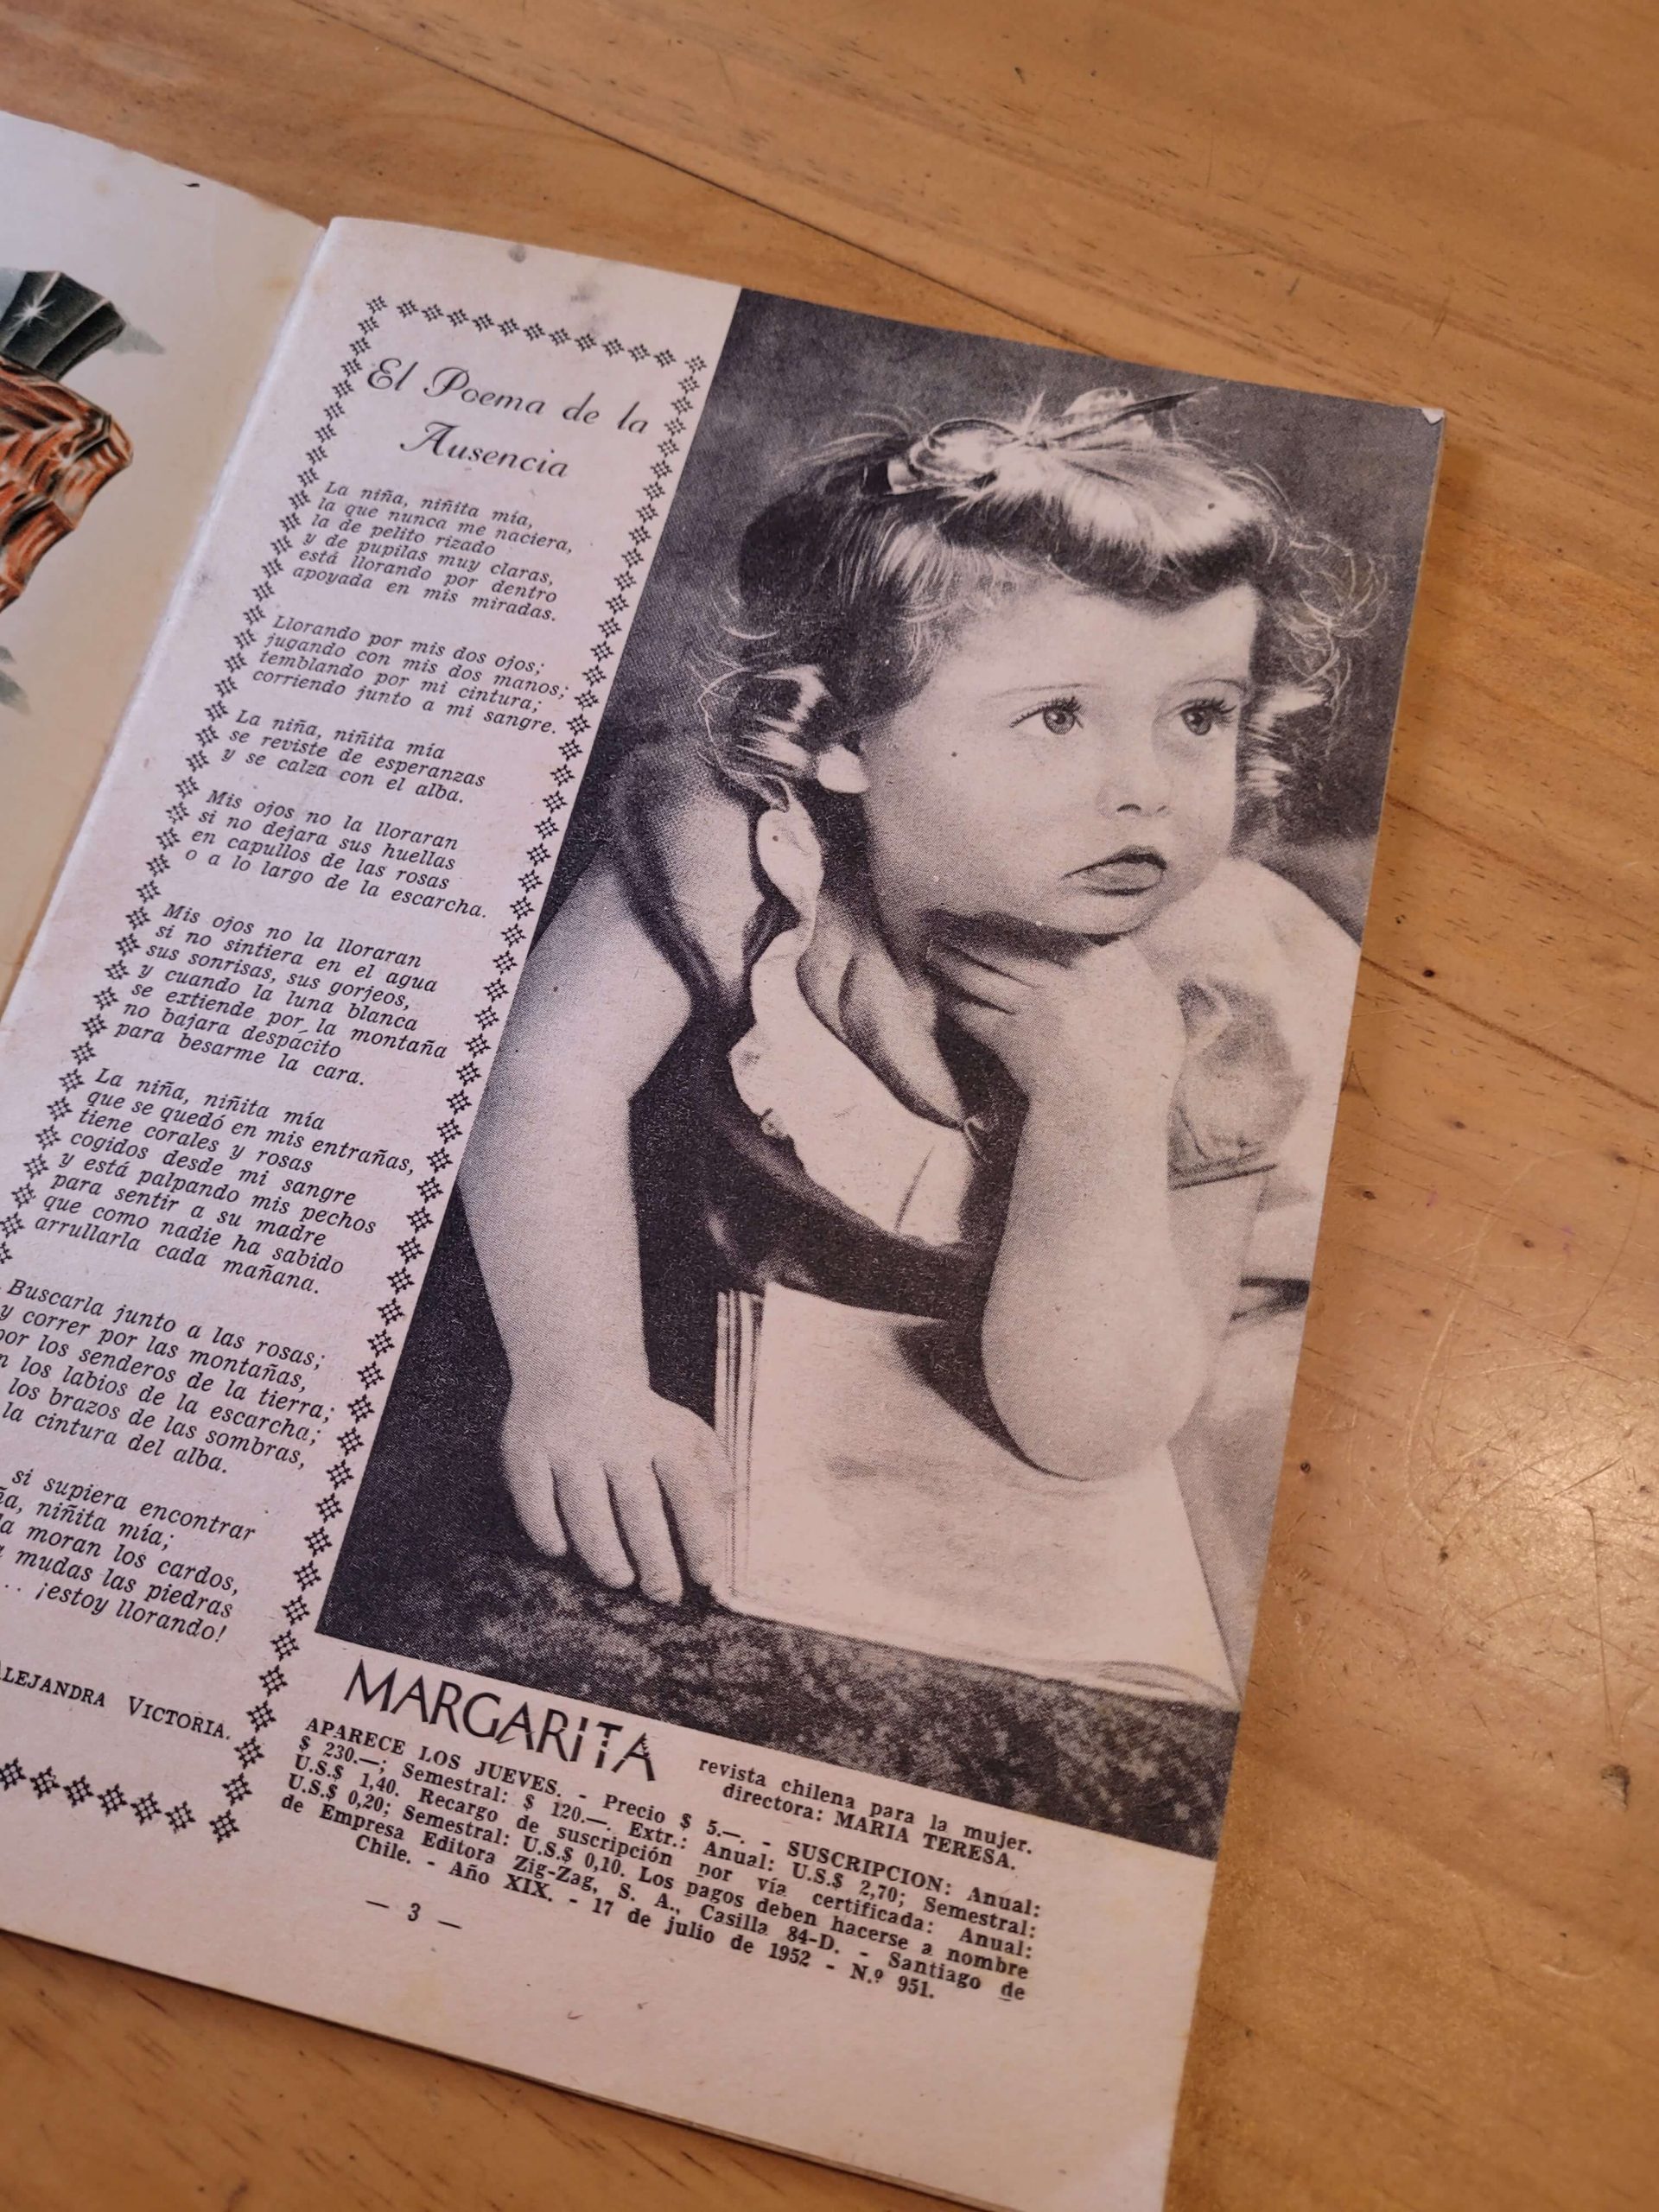 El Poema de la
Ausencia
La niña, niñita mía,
la que nunca me naciera,
la de pelito rizado
y de pupilas muy claras,
está llorando por dentro
apoyada en mis miradas.
Llorando por mis dos ojos;
jugando con mis dos manos;
temblando por mi cintura;
corriendo junto a mi sangre.
La niña, niñita mía
se reviste de esperanzas
y se calza con el alba.
Mis ojos no la lloraran
si no dejara sus huellas
en capullos de las rosas
o a lo largo de la escarcha.
Mis ojos no la lloraran
si no sintiera en el agua
sus sonrisas, sus gorjeos,
y cuando la luna blanca
se extiende por la montaña
no bajara despacito
para besarme la cara.
La niña, niñita mía
que se quedó en mis entrañas,
tiene corales y rosas
cogidos desde mi sangre
y está palpando mis pechos
para sentir a su madre
que como nadie ha sabido
arrullarla cada mañana.
Buscarla junto a las rosas;
y correr por las montañas,
por los senderos de la tierra;
los labios de la escarcha;
los brazos de las sombras,
la cintura del alba.
si supiera encontrar
niñita mía;
moran los cardos,
mudas las piedras
... ¡estoy llorando!
ALEJANDRA VICTORIA.
MARGARITA
revista chilena para la mujer.
directora: MARIA TERESA.
APARECE LOS JUEVES. - Precio $ 5.—. - SUSCRIPCION: Anual:
$ 230.—; Semestral: $ 120.—. Extr.: Anual: U.S.$ 2,70; Semestral:
U.S.$ 1,40. Recargo de suscripción por vía certificada: Anual:
U.S.$ 0,20; Semestral: U.S.$ 0,10. Los pagos deben hacerse a nombre
de Empresa Editora Zig-Zag, S. A., Casilla 84-D. - Santiago de
Chile. - Año XIX. - 17 de julio de 1952 - N.º 951.
— 3 —